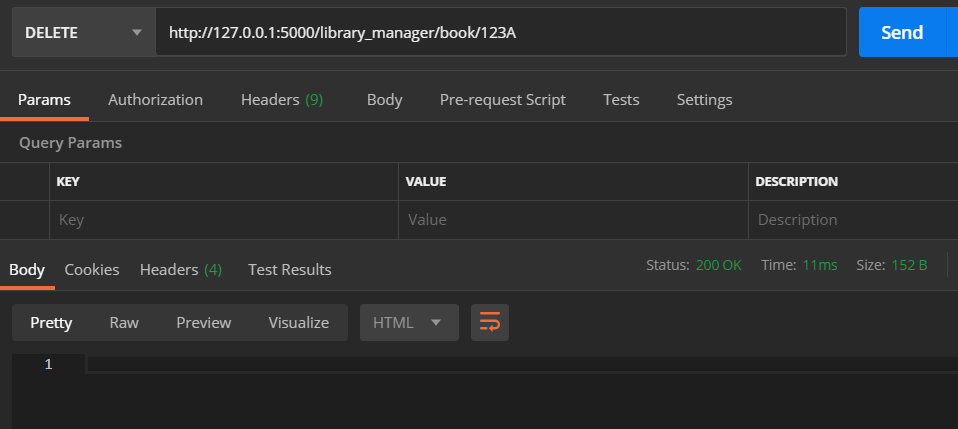 DELETE http://127.0.0.1:5000/library_manager/book/123A Send
Params Authorization Headers (9) Body Pre-request Script Tests Settings
Query Params
KEY VALUE DESCRIPTION
Key Value Description
Body Cookies Headers (4) Test Results Status: 200 OK Time: 11ms Size: 152 B
Pretty Raw Preview Visualize HTML
1